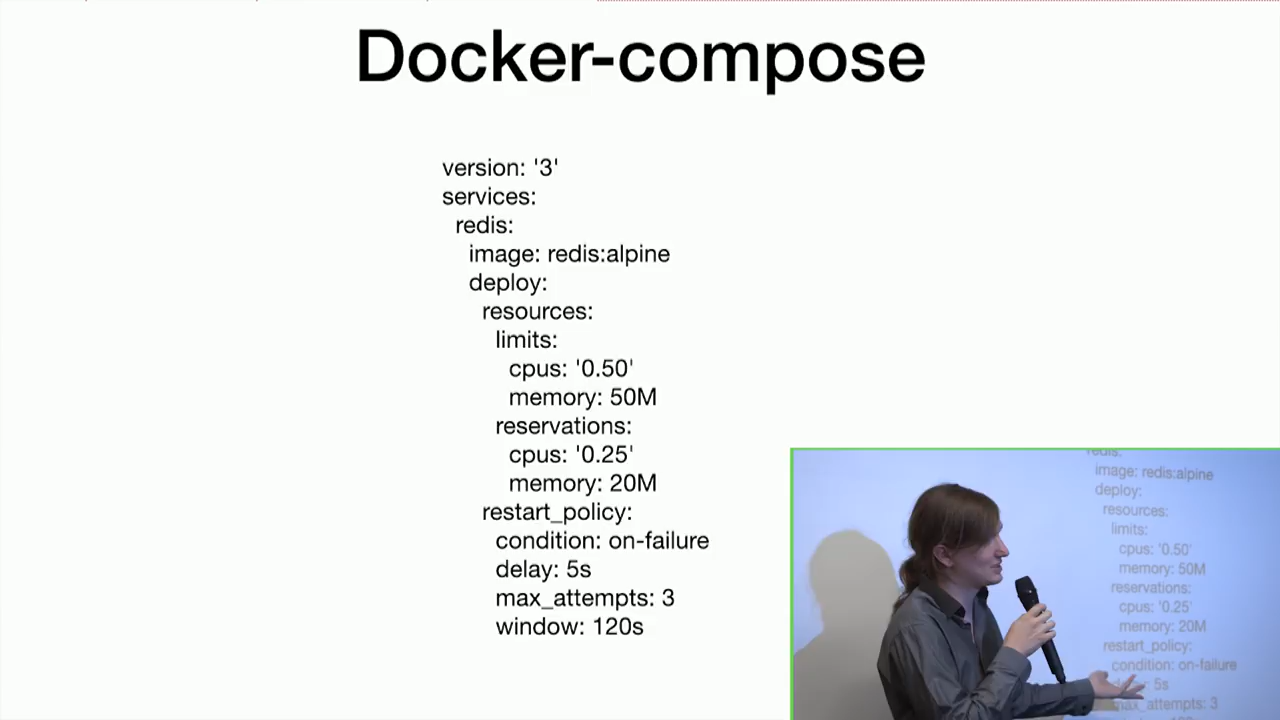 Docker-compose
version: '3'
services:
redis:
image: redis:alpine
deploy:
resources:
limits:
cpus: '0.50'
memory: 50M
reservations:
cpus: '0.25'
memory: 20M
restart_policy:
condition: on-failure
delay: 5s
max_attempts: 3
window: 120s
redis:
image: redis:alpine
deploy:
resources:
limits:
cpus: '0.50'
memory: 50M
reservations:
cpus: '0.25'
memory: 20M
restart_policy:
condition: on-failure
5s
max_attempts: 3